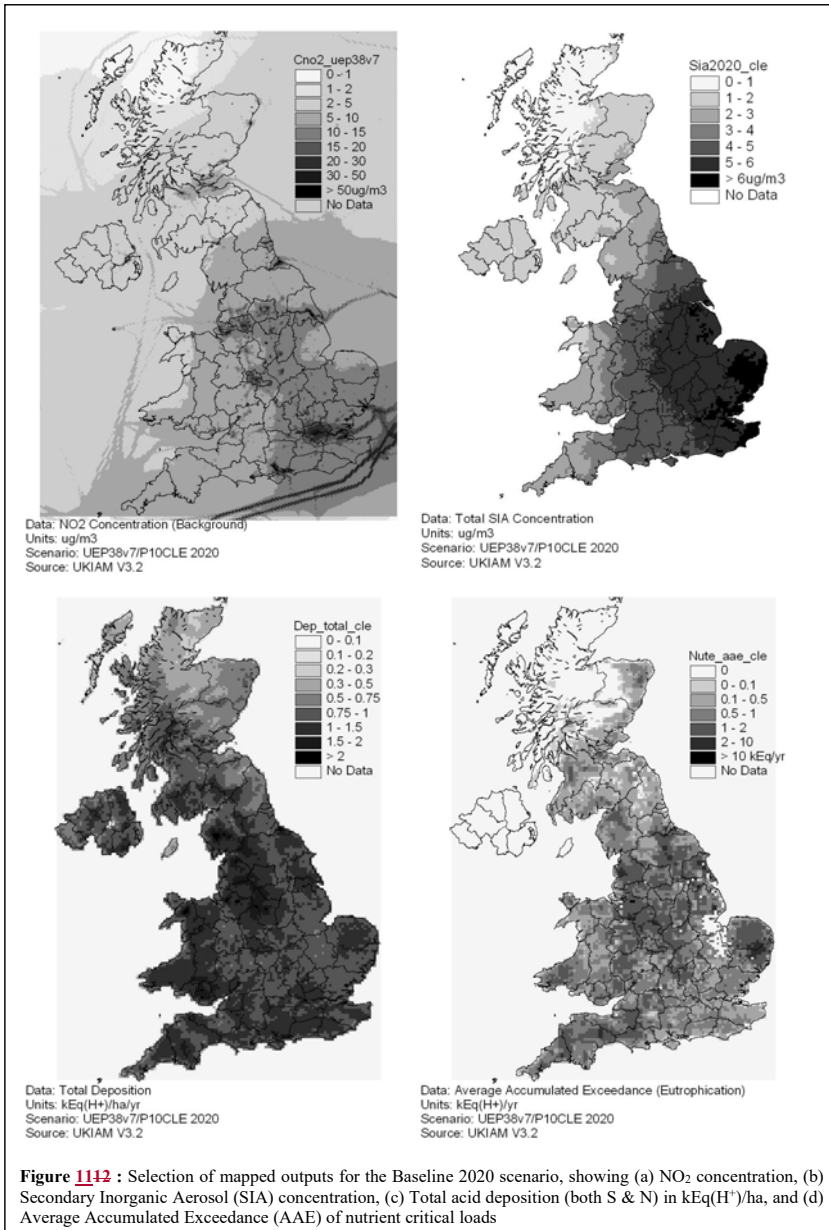 Cno2_uep38v7
0 - 1
1 - 2
2 - 5
5 - 10
10 - 15
15 - 20
20 - 30
30 - 50
> 50ug/m3
No Data
Data: NO2 Concentration (Background)
Units: ug/m3
Scenario: UEP38v7/P10CLE 2020
Source: UKIAM V3.2
Sia2020_cle
0 - 1
1 - 2
2 - 3
3 - 4
4 - 5
5 - 6
> 6ug/m3
No Data
Data: Total SIA Concentration
Units: ug/m3
Scenario: UEP38v7/P10CLE 2020
Source: UKIAM V3.2
Dep_total_cle
0 - 0.1
0.1 - 0.2
0.2 - 0.3
0.3 - 0.5
0.5 - 0.75
0.75 - 1
1 - 1.5
1.5 - 2
> 2
No Data
Data: Total Deposition
Units: kEq(H+)/ha/yr
Scenario: UEP38v7/P10CLE 2020
Source: UKIAM V3.2
Nute_aae_cle
0
0 - 0.1
0.1 - 0.5
0.5 - 1
1 - 2
2 - 10
> 10 kEq/yr
No Data
Data: Average Accumulated Exceedance (Eutrophication)
Units: kEq(H+)/yr
Scenario: UEP38v7/P10CLE 2020
Source: UKIAM V3.2
Figure 1112 : Selection of mapped outputs for the Baseline 2020 scenario, showing (a) NO2 concentration, (b)
Secondary Inorganic Aerosol (SIA) concentration, (c) Total acid deposition (both S & N) in kEq(H+)/ha, and (d)
Average Accumulated Exceedance (AAE) of nutrient critical loads